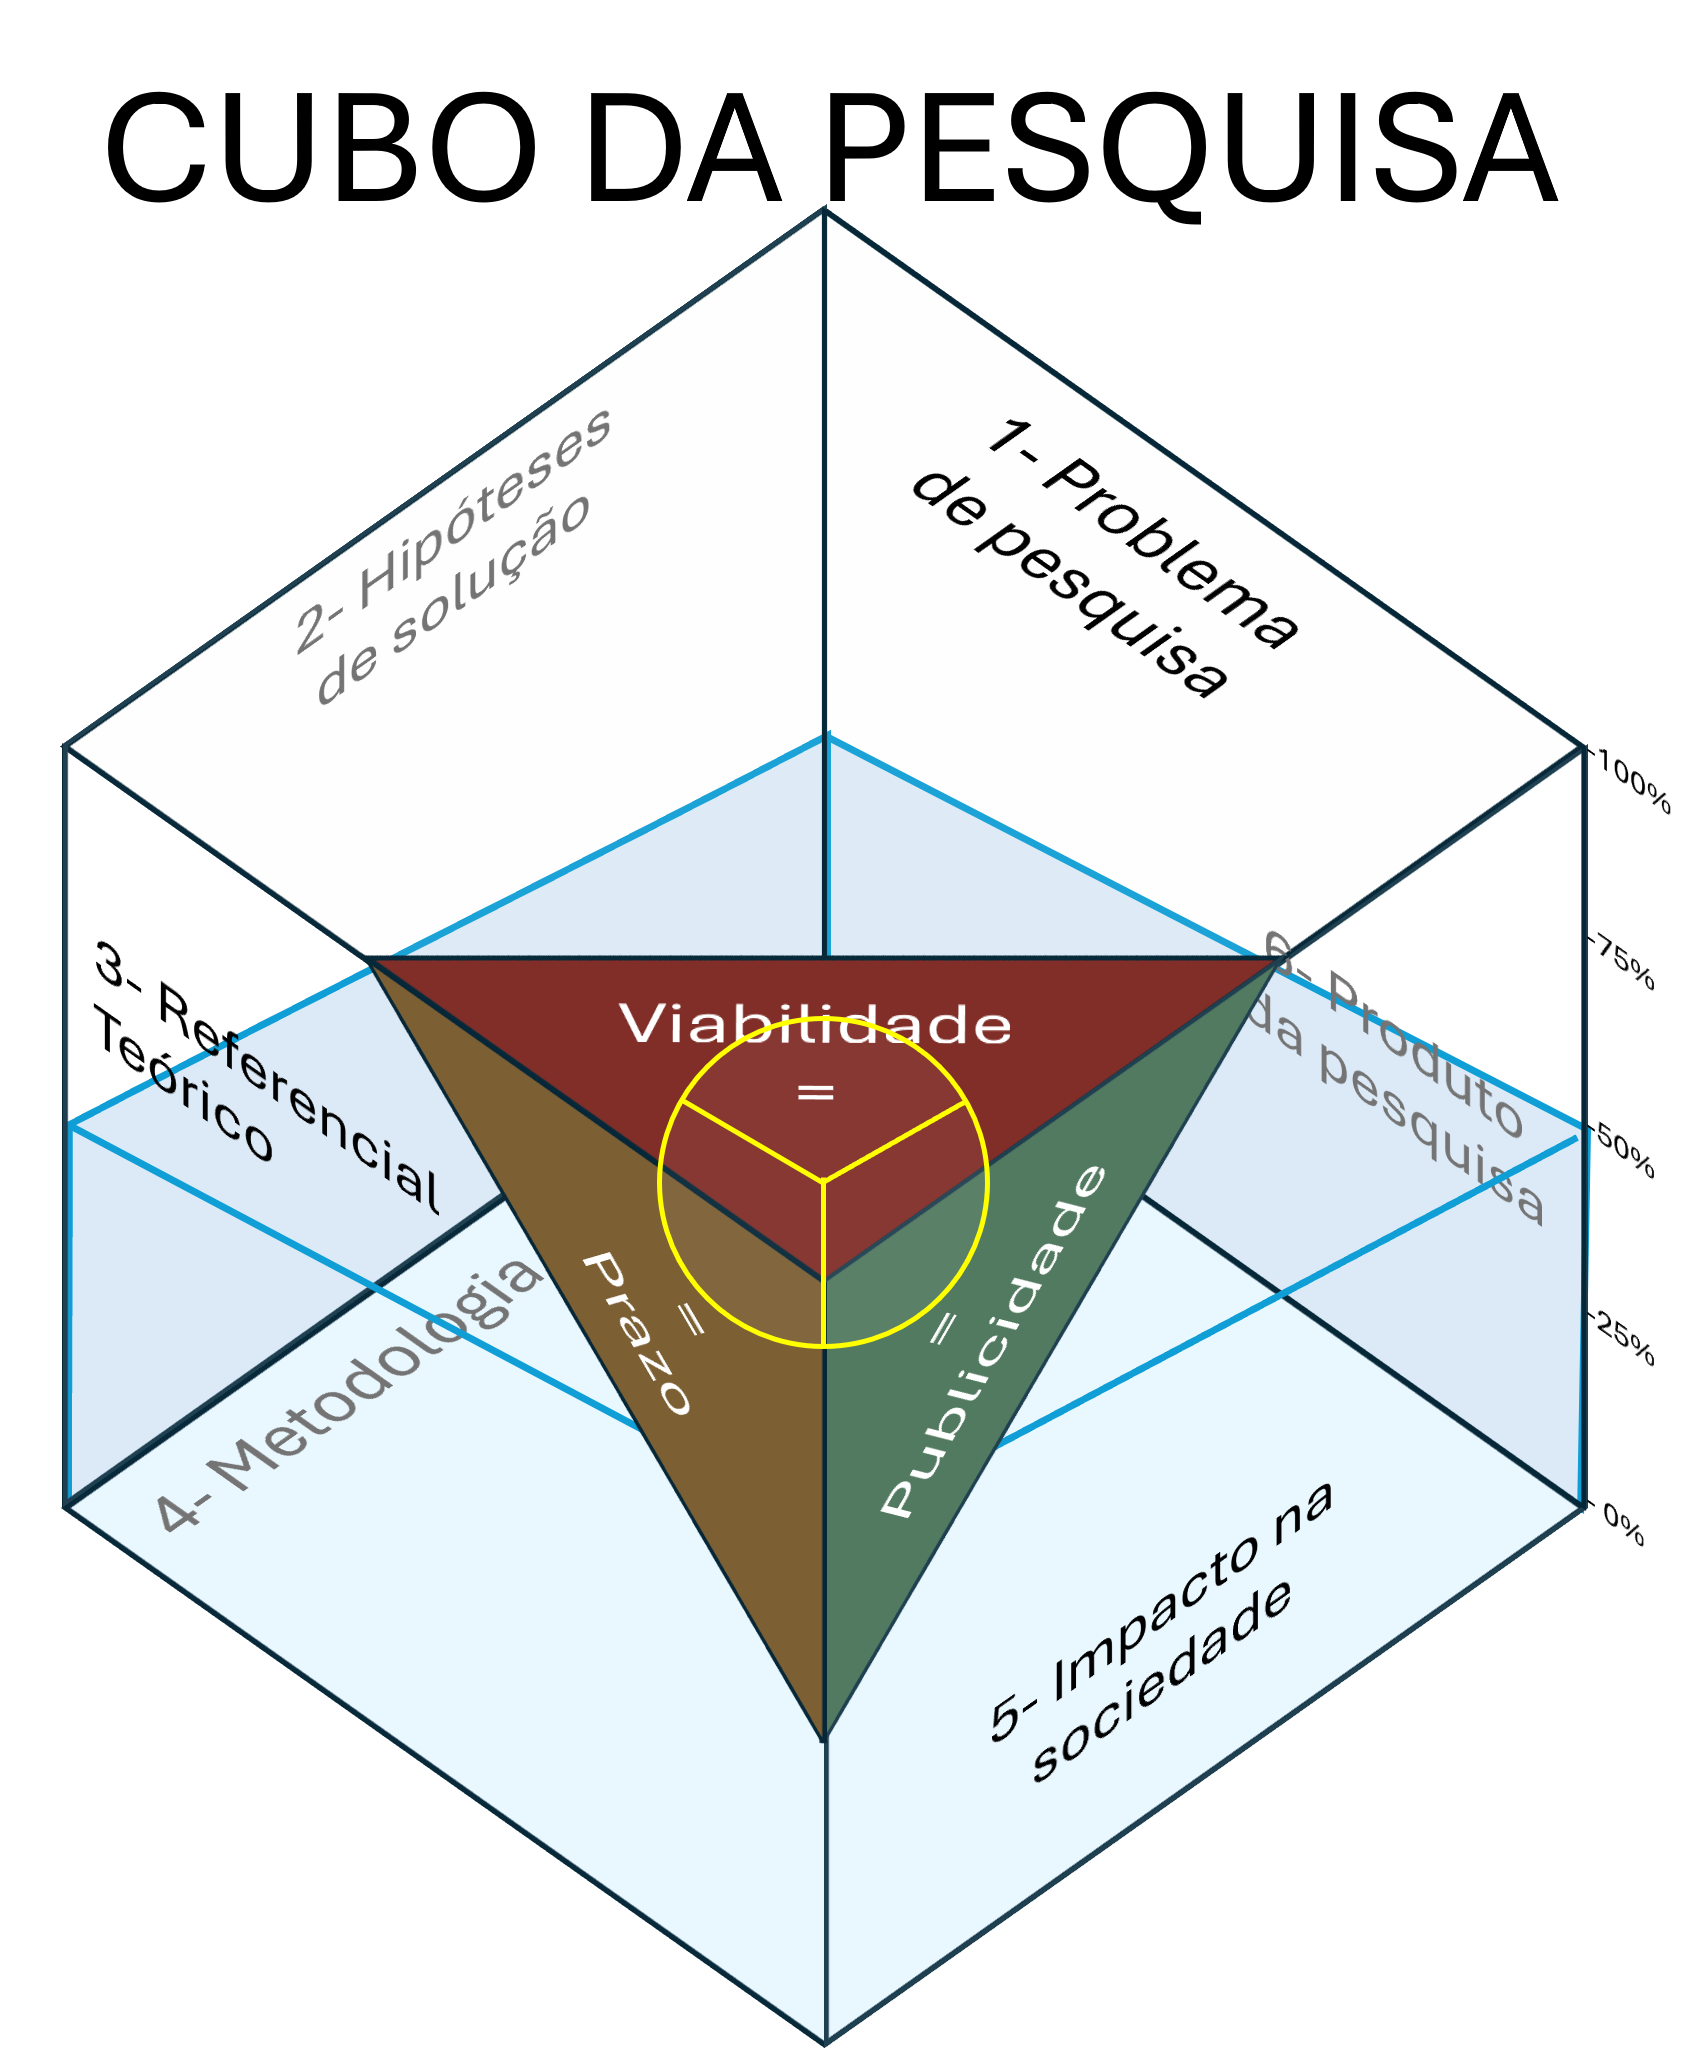 CUBO DA PESQUISA
2- Hipóteses
de solução
1- Problema
de pesquisa
100%
75%
50%
25%
0%
3- Referencial
Teórico
6- Produto
da pesquisa
Viabilidade
=
=
Prazo
=
Publicidade
4- Metodologia
5- Impacto na
sociedade